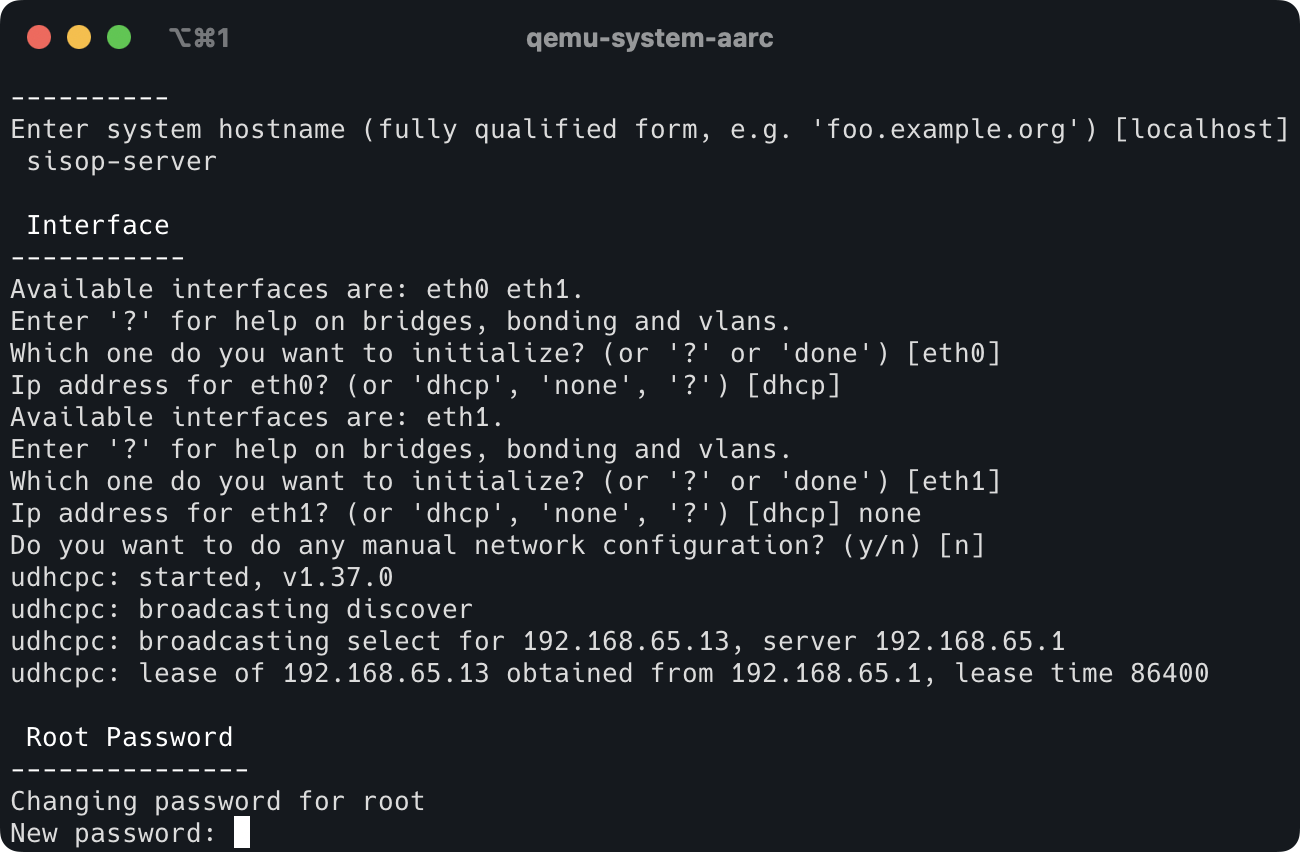 ⌥⌘1 qemu-system-aarc
----------
Enter system hostname (fully qualified form, e.g. 'foo.example.org') [localhost]
 sisop-server

 Interface
-----------
Available interfaces are: eth0 eth1.
Enter '?' for help on bridges, bonding and vlans.
Which one do you want to initialize? (or '?' or 'done') [eth0]
Ip address for eth0? (or 'dhcp', 'none', '?') [dhcp]
Available interfaces are: eth1.
Enter '?' for help on bridges, bonding and vlans.
Which one do you want to initialize? (or '?' or 'done') [eth1]
Ip address for eth1? (or 'dhcp', 'none', '?') [dhcp] none
Do you want to do any manual network configuration? (y/n) [n]
udhcpc: started, v1.37.0
udhcpc: broadcasting discover
udhcpc: broadcasting select for 192.168.65.13, server 192.168.65.1
udhcpc: lease of 192.168.65.13 obtained from 192.168.65.1, lease time 86400

 Root Password
---------------
Changing password for root
New password: